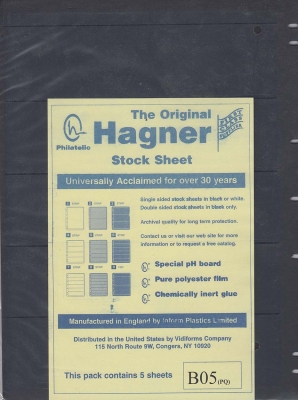 The Original
Hagner
Philatelic
Stock Sheet
Universally Acclaimed for over 30 years
Single sided stock sheets in black or white.
Double sided stock sheets in black only.
Archival quality for long term protection.
Contact us or visit our web site for more
information or to request a free catalog.
Special pH board
Pure polyester film
Chemically inert glue
Manufactured in England by Inform Plastics Limited
Distributed in the United States by Vidiforms Company
115 North Route 9W, Congers, NY 10920
This pack contains 5 sheets
B05 (PQ)